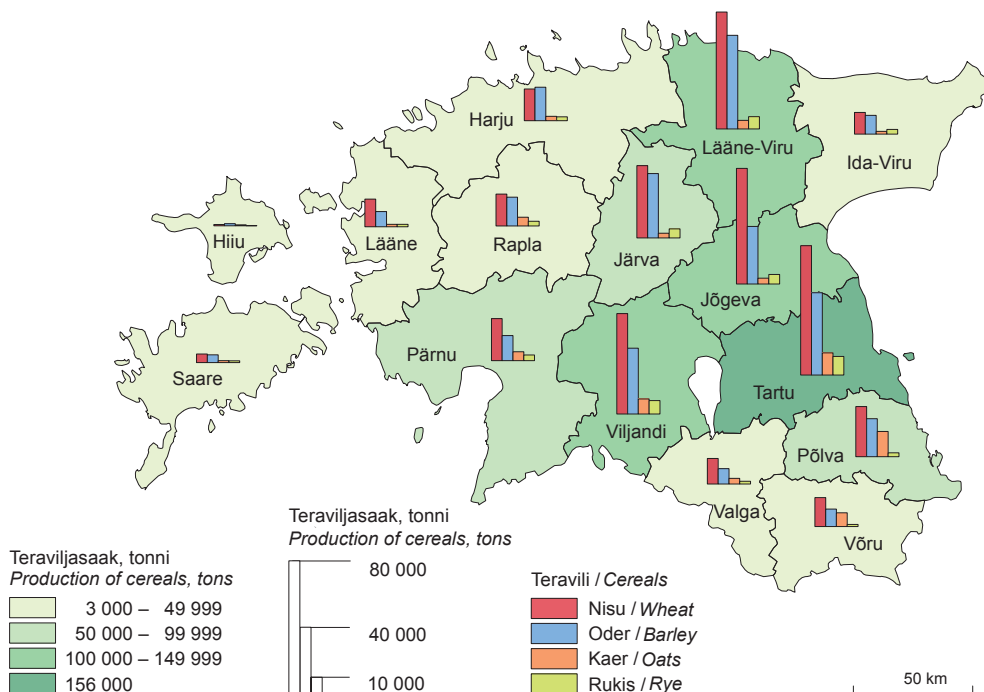 Harju
Lääne-Viru
Ida-Viru
Hiiu
Lääne
Rapla
Järva
Jõgeva
Saare
Pärnu
Viljandi
Tartu
Põlva
Valga
Võru
Teraviljasaak, tonni
Production of cereals, tons
3 000 – 49 999
50 000 – 99 999
100 000 – 149 999
156 000
Teraviljasaak, tonni
Production of cereals, tons
80 000
40 000
10 000
Teravili / Cereals
Nisu / Wheat
Oder / Barley
Kaer / Oats
Rukis / Rye
50 km